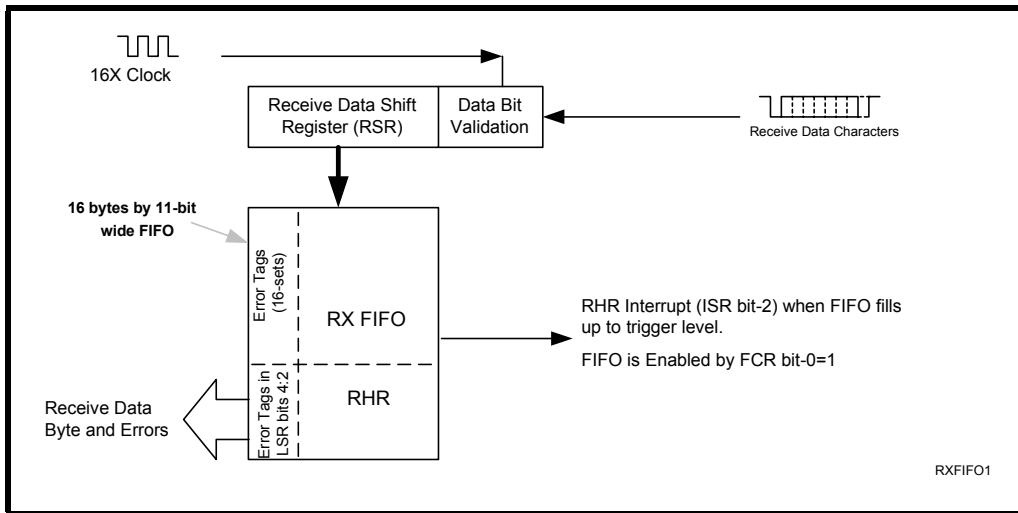 16X Clock
Receive Data Shift
Register (RSR)
Data Bit
Validation
Receive Data Characters
16 bytes by 11-bit
wide FIFO
Error Tags
(16-sets)
RX FIFO
RHR Interrupt (ISR bit-2) when FIFO fills
up to trigger level.
FIFO is Enabled by FCR bit-0=1
Error Tags in
LSR bits 4:2
RHR
Receive Data
Byte and Errors
RXFIFO1